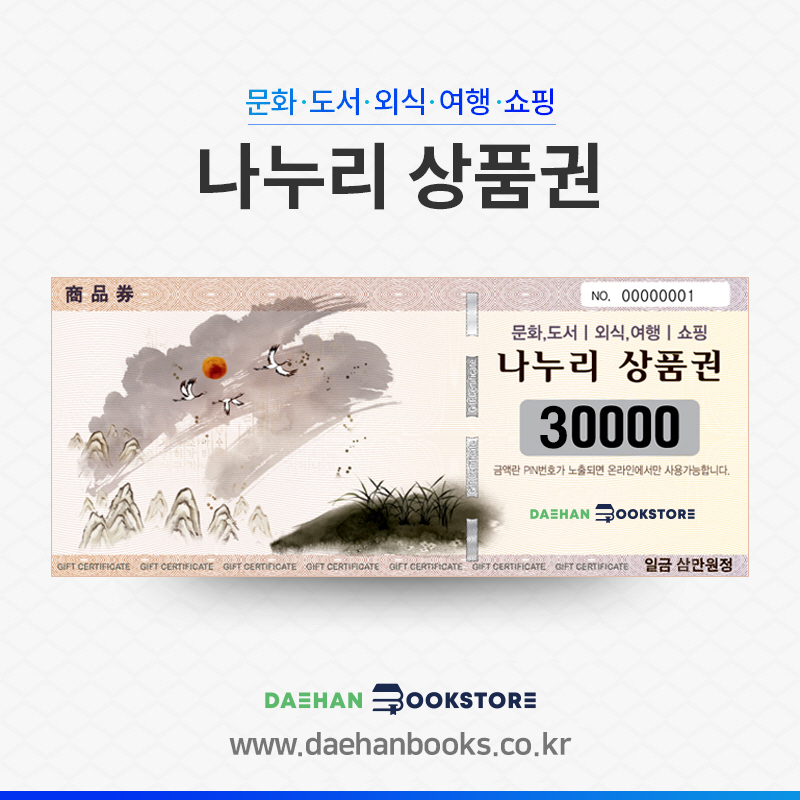 문화·도서·외식·여행·쇼핑
나누리 상품권
商品券
NO. 00000001
문화,도서 | 외식,여행 | 쇼핑
나누리 상품권
30000
금액란 PIN번호가 노출되면 온라인에서만 사용가능합니다.
DAEHAN BOOKSTORE
GIFT CERTIFICATE GIFT CERTIFICATE GIFT CERTIFICATE GIFT CERTIFICATE GIFT CERTIFICATE GIFT CERTIFICATE GIFT CERTIFICATE 일금 삼만원정
DAEHAN BOOKSTORE
www.daehanbooks.co.kr